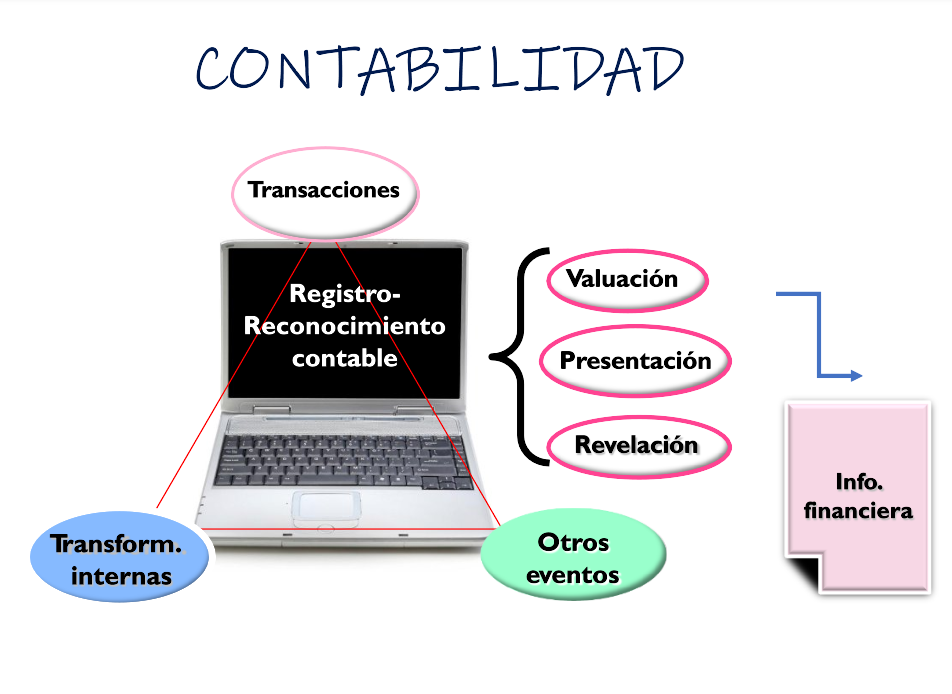 CONTABILIDAD
Transacciones
Registro-
Reconocimiento
contable
Valuación
Presentación
Revelación
Info.
financiera
Transform.
internas
Otros
eventos